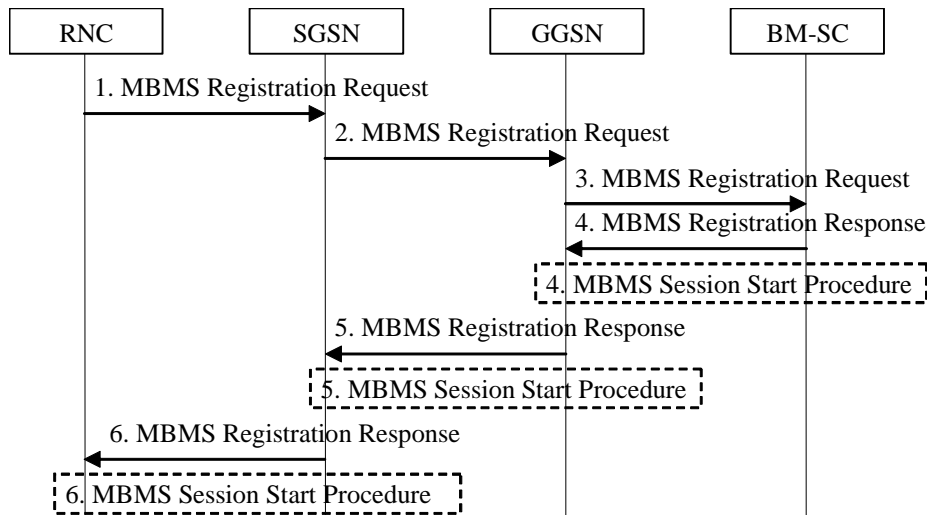 RNC
SGSN
GGSN
BM-SC
1. MBMS Registration Request
2. MBMS Registration Request
3. MBMS Registration Request
4. MBMS Registration Response
4. MBMS Session Start Procedure
5. MBMS Registration Response
5. MBMS Session Start Procedure
6. MBMS Registration Response
6. MBMS Session Start Procedure